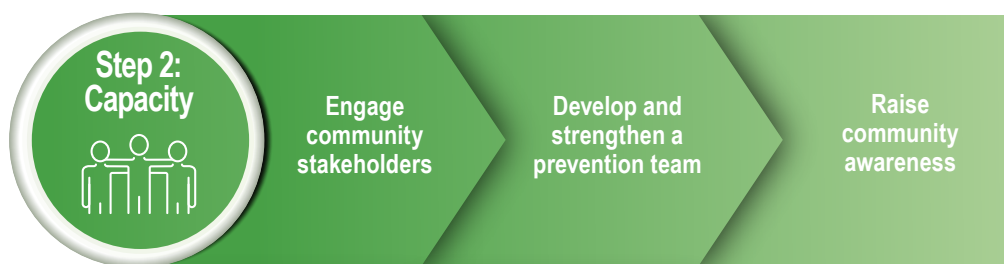 Step 2:
Capacity
Engage
community
stakeholders
Develop and
strengthen a
prevention team
Raise
community
awareness